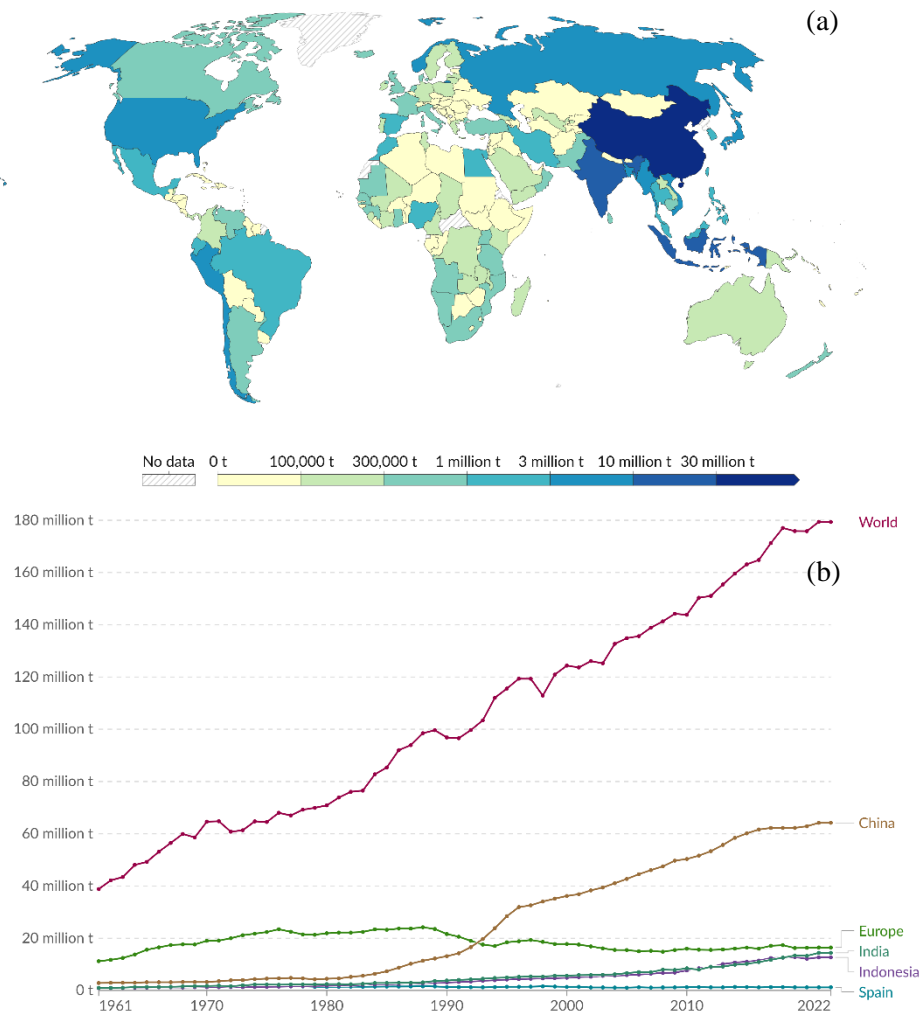 (a)
No data 0 t 100,000 t 300,000 t 1 million t 3 million t 10 million t 30 million t
180 million t World
160 million t (b)
140 million t
120 million t
100 million t
80 million t
60 million t China
40 million t
20 million t Europe
India
Indonesia
0 t Spain
1961 1970 1980 1990 2000 2010 2022